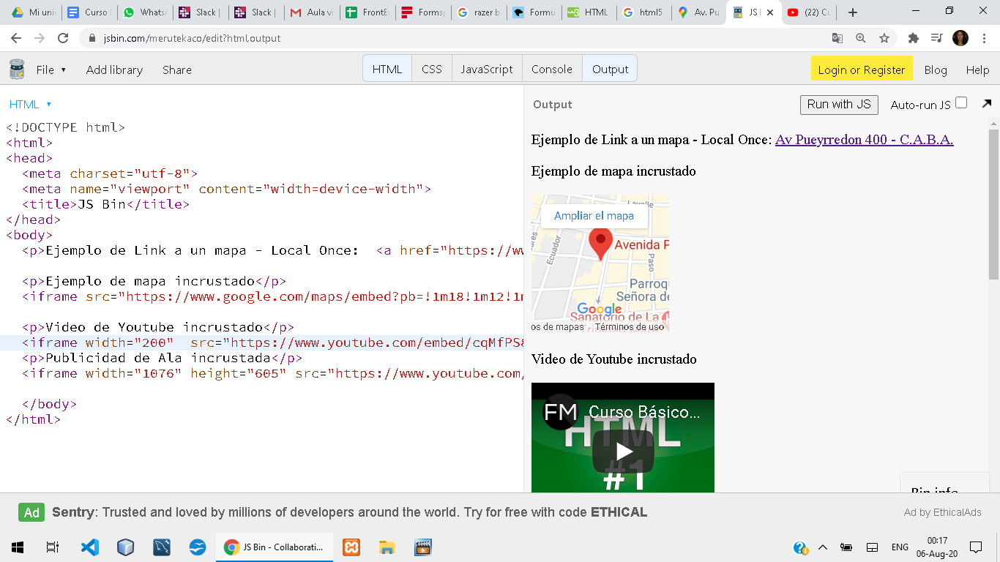 Mi uni
Curso
WhatsA
Slack |
Slack |
Aula vi
FrontE
Forms
razer b
Formu
HTML
html5
Av. Pu
JS B
(22) Cu
jsbin.com/merutekaco/edit?html,output
File
Add library
Share
HTML
CSS
JavaScript
Console
Output
Login or Register
Blog
Help
HTML
<!DOCTYPE html>
<html>
<head>
<meta charset="utf-8">
<meta name="viewport" content="width=device-width">
<title>JS Bin</title>
</head>
<body>
<p>Ejemplo de Link a un mapa - Local Once:  <a href="https://ww
<p>Ejemplo de mapa incrustado</p>
<iframe src="https://www.google.com/maps/embed?pb=!1m18!1m12!1m
<p>Video de Youtube incrustado</p>
<iframe width="200"  src="https://www.youtube.com/embed/cqMfPS8
<p>Publicidad de Ala incrustada</p>
<iframe width="1076" height="605" src="https://www.youtube.com/
</body>
</html>
Output
Run with JS
Auto-run JS
Ejemplo de Link a un mapa - Local Once: Av Pueyrredon 400 - C.A.B.A.
Ejemplo de mapa incrustado
Lavalle
Ampliar el mapa
Ecuador
Avenida P
Paso
Parroq
Señora de
Google
Sanatorio de La
os de mapas
Términos de uso
Video de Youtube incrustado
FM
Curso Básico...
HTML
#1
Bin info
Ad
Sentry: Trusted and loved by millions of developers around the world. Try for free with code ETHICAL
Ad by EthicalAds
JS Bin - Collaborati...
ENG
00:17
06-Aug-20